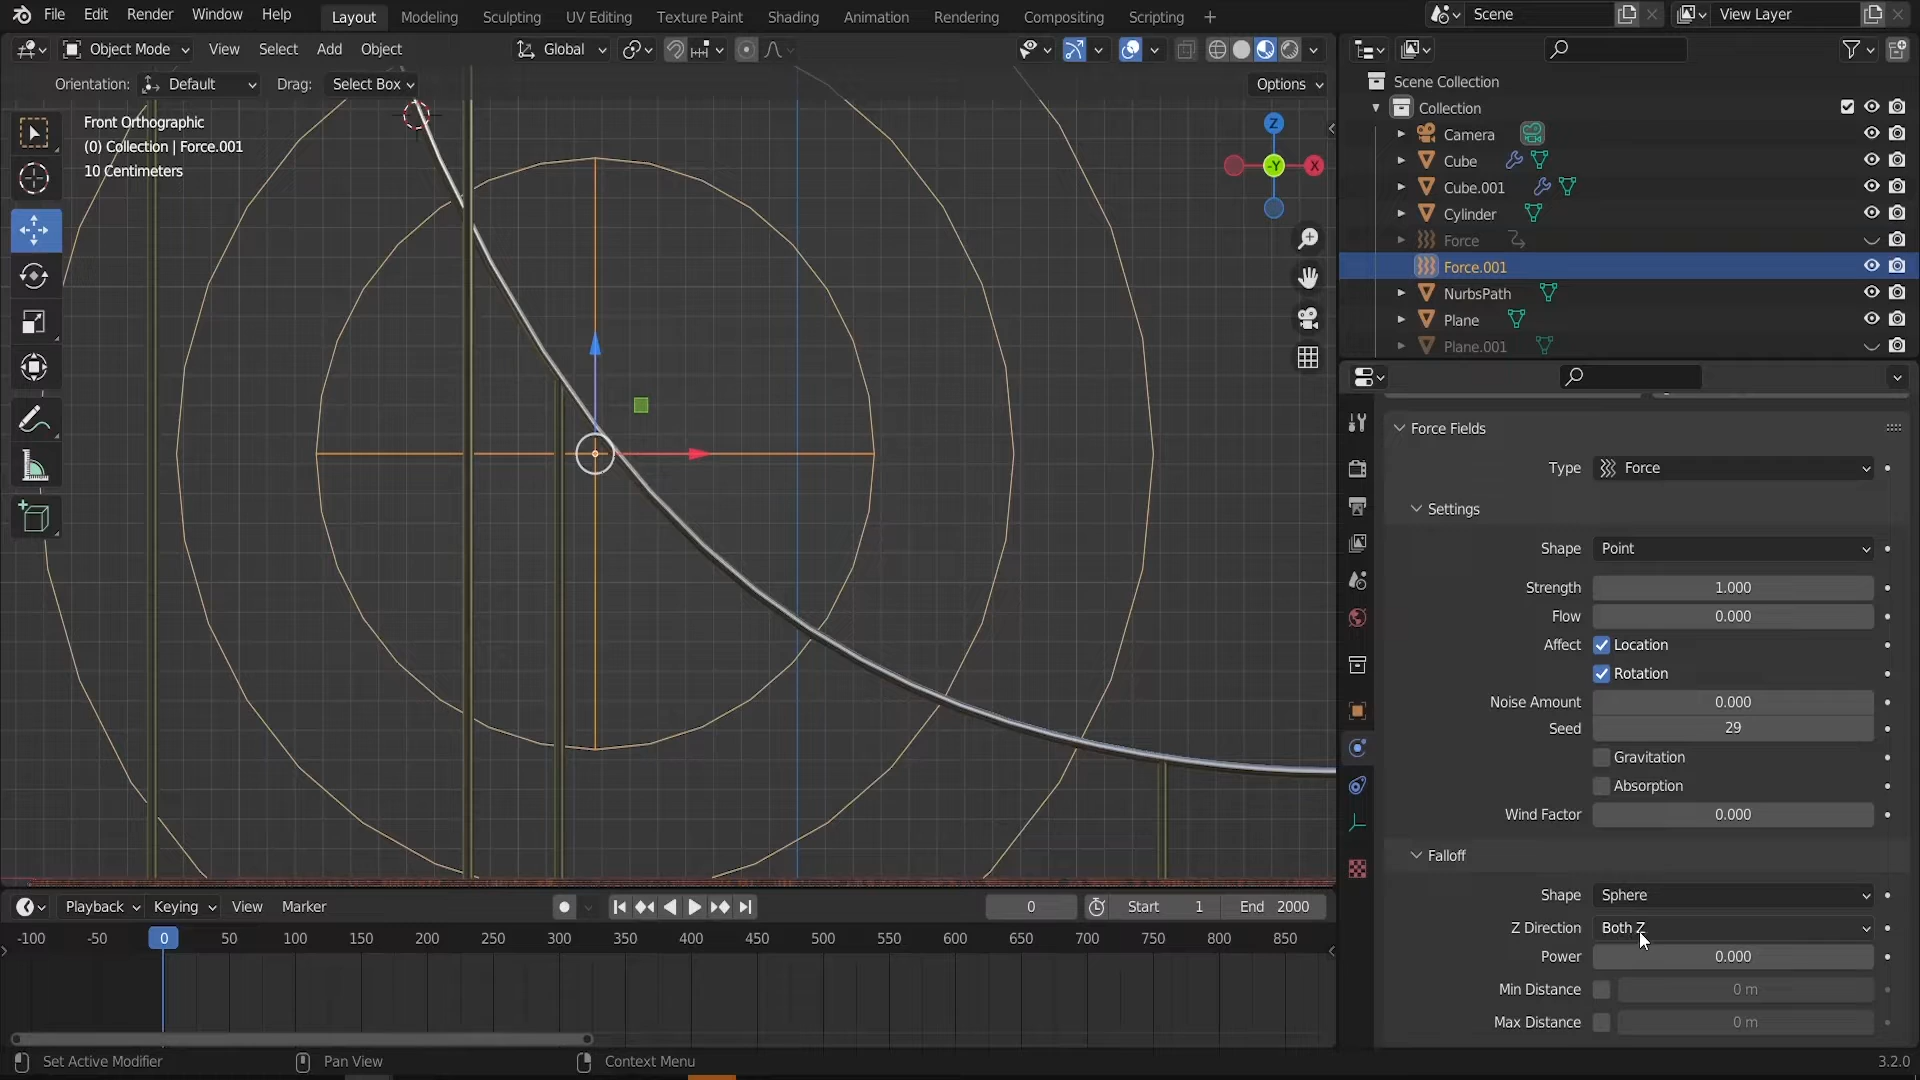 File Edit Render Window Help
Layout Modeling Sculpting UV Editing Texture Paint Shading Animation Rendering Compositing Scripting +
Scene
View Layer
Object Mode View Select Add Object
Global
Orientation: Default Drag: Select Box
Options
Front Orthographic
(0) Collection | Force.001
10 Centimeters
Z
-Y
X
Scene Collection
Collection
Camera
Cube
Cube.001
Cylinder
Force
Force.001
NurbsPath
Plane
Plane.001
Force Fields
Type Force
Settings
Shape Point
Strength 1.000
Flow 0.000
Affect Location
Rotation
Noise Amount 0.000
Seed 29
Gravitation
Absorption
Wind Factor 0.000
Falloff
Shape Sphere
Z Direction Both Z
Power 0.000
Min Distance 0 m
Max Distance 0 m
Playback Keying View Marker
0 Start 1 End 2000
-100 -50 0 50 100 150 200 250 300 350 400 450 500 550 600 650 700 750 800 850
Set Active Modifier Pan View Context Menu
3.2.0